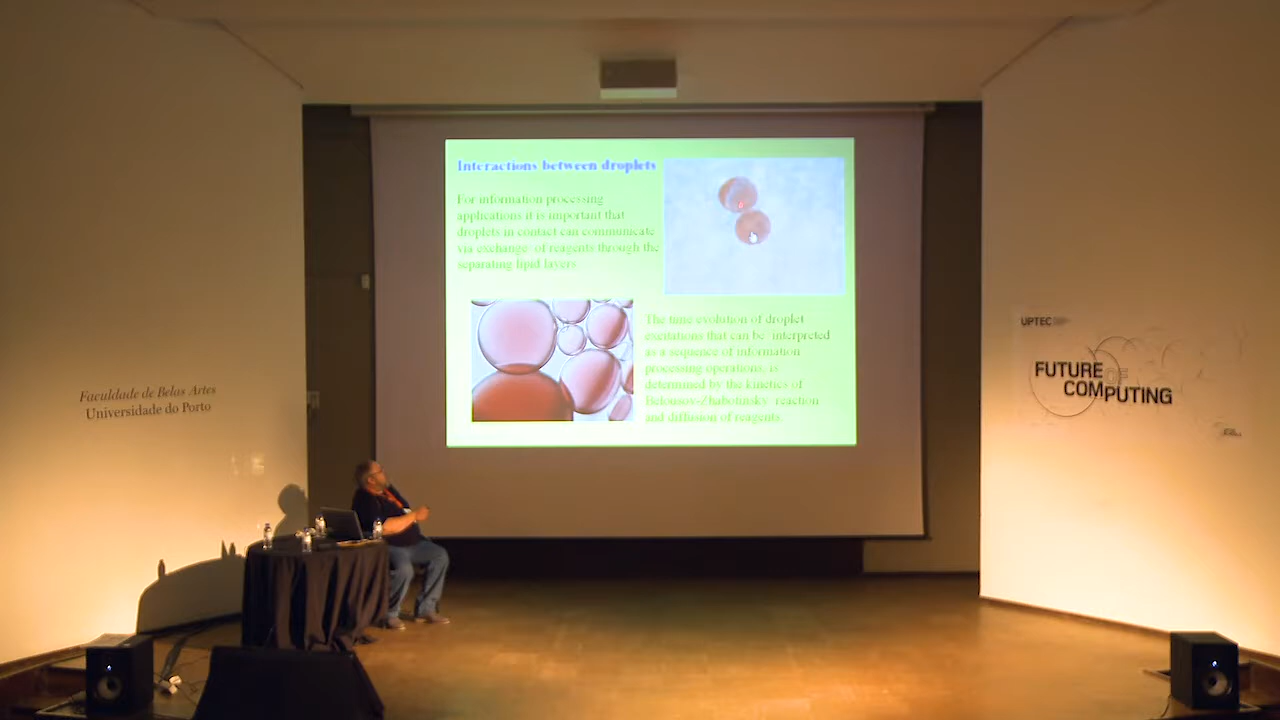 Interactions between droplets
For information processing
applications it is important that
droplets in contact can communicate
via exchange of reagents through the
separating lipid layers.
The time evolution of droplet
excitations that can be interpreted
as a sequence of information
processing operations, is
determined by the kinetics of
Belousov-Zhabotinsky reaction
and diffusion of reagents.
Faculdade de Belas Artes
Universidade do Porto
UPTEC
FUTURE OF
COMPUTING